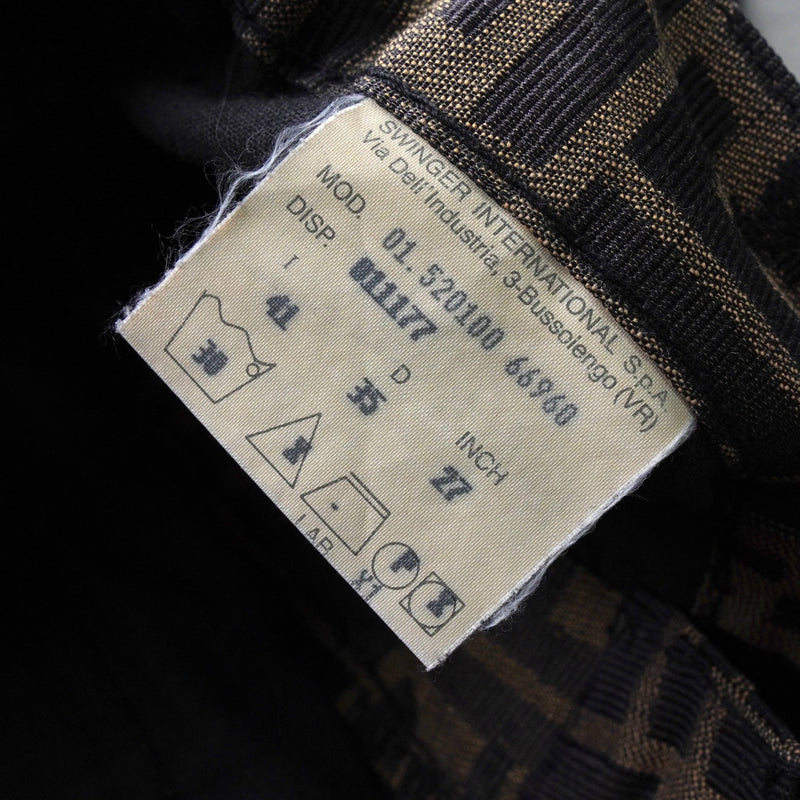 SWINGER INTERNATIONAL S.p.A.
Via Dell'Industria, 3-Bussolengo (VR)
MOD. 01.520100 66960
DISP. 011177
I D INCH
41 35 27
30 X P X
LAB X1